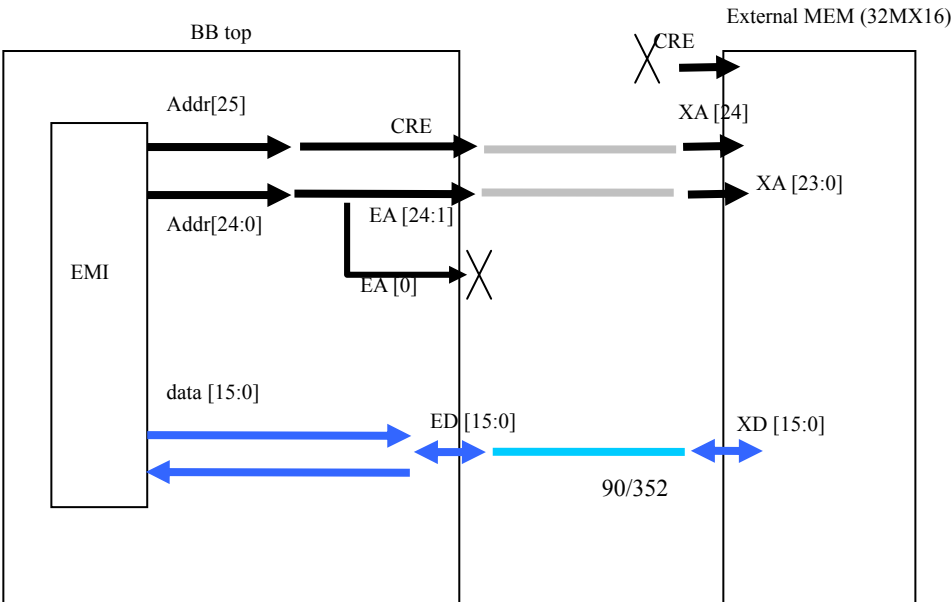 External MEM (32MX16)
BB top
CRE
Addr[25]
XA [24]
CRE
XA [23:0]
EA [24:1]
Addr[24:0]
EMI
EA [0]
data [15:0]
ED [15:0]
XD [15:0]
90/352